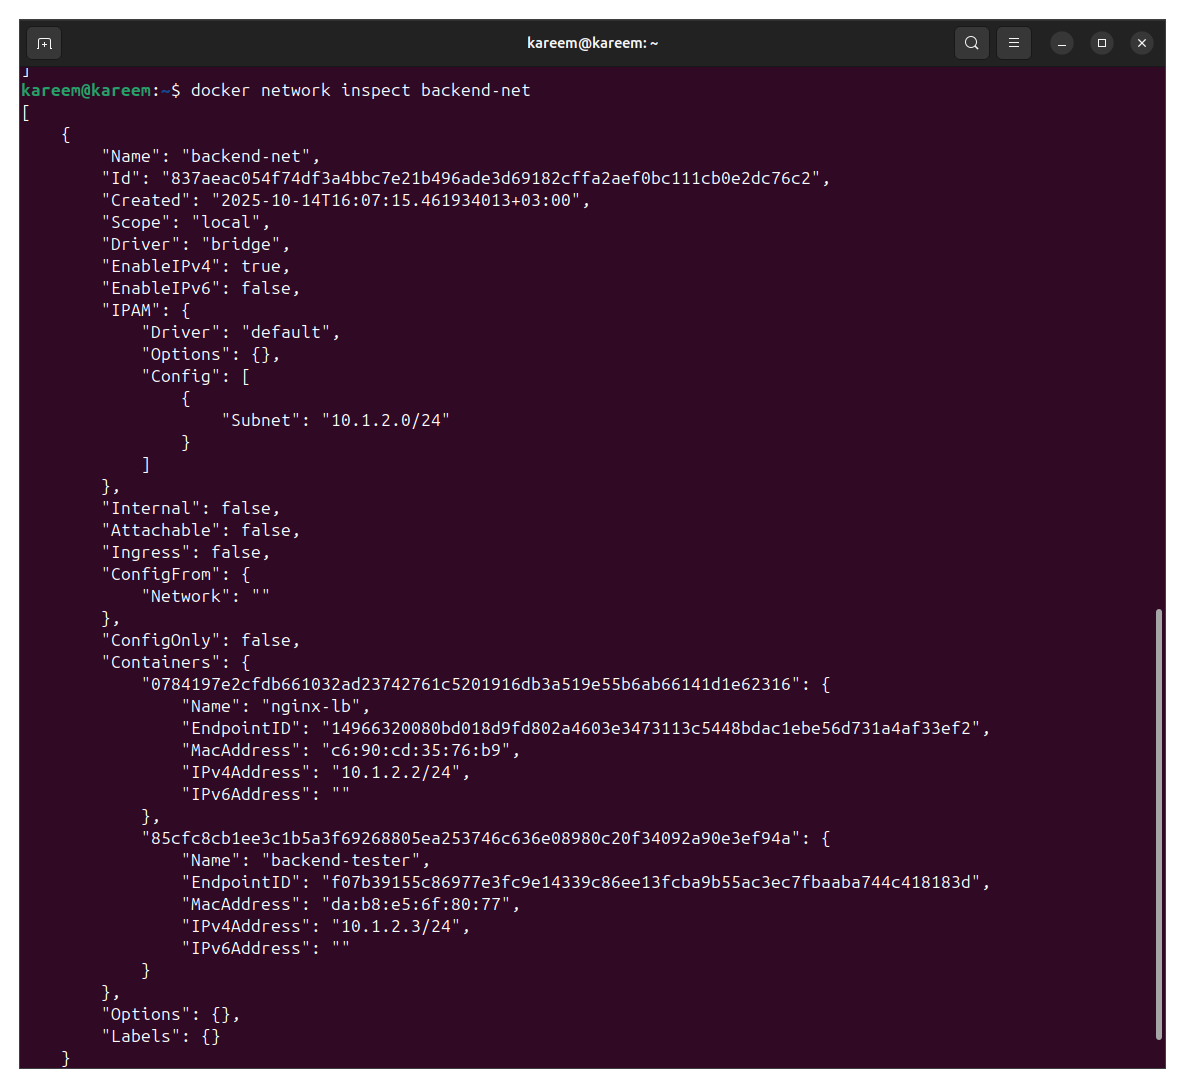 kareem@kareem: ~
]
kareem@kareem:~$ docker network inspect backend-net
[
    {
        "Name": "backend-net",
        "Id": "837aeac054f74df3a4bbc7e21b496ade3d69182cffa2aef0bc111cb0e2dc76c2",
        "Created": "2025-10-14T16:07:15.461934013+03:00",
        "Scope": "local",
        "Driver": "bridge",
        "EnableIPv4": true,
        "EnableIPv6": false,
        "IPAM": {
            "Driver": "default",
            "Options": {},
            "Config": [
                {
                    "Subnet": "10.1.2.0/24"
                }
            ]
        },
        "Internal": false,
        "Attachable": false,
        "Ingress": false,
        "ConfigFrom": {
            "Network": ""
        },
        "ConfigOnly": false,
        "Containers": {
            "0784197e2cfdb661032ad23742761c5201916db3a519e55b6ab66141d1e62316": {
                "Name": "nginx-lb",
                "EndpointID": "14966320080bd018d9fd802a4603e3473113c5448bdac1ebe56d731a4af33ef2",
                "MacAddress": "c6:90:cd:35:76:b9",
                "IPv4Address": "10.1.2.2/24",
                "IPv6Address": ""
            },
            "85cfc8cb1ee3c1b5a3f69268805ea253746c636e08980c20f34092a90e3ef94a": {
                "Name": "backend-tester",
                "EndpointID": "f07b39155c86977e3fc9e14339c86ee13fcba9b55ac3ec7fbaaba744c418183d",
                "MacAddress": "da:b8:e5:6f:80:77",
                "IPv4Address": "10.1.2.3/24",
                "IPv6Address": ""
            }
        },
        "Options": {},
        "Labels": {}
    }